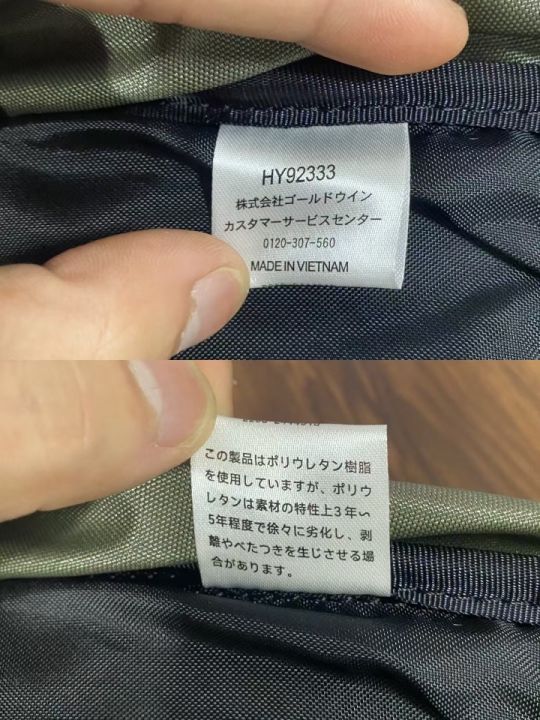 HY92333
株式会社ゴールドウイン
カスタマーサービスセンター
0120-307-560
MADE IN VIETNAM
この製品はポリウレタン樹脂
を使用していますが、ポリウ
レタンは素材の特性上3年〜
5年程度で徐々に劣化し、剥
離やべたつきを生じさせる場
合があります。